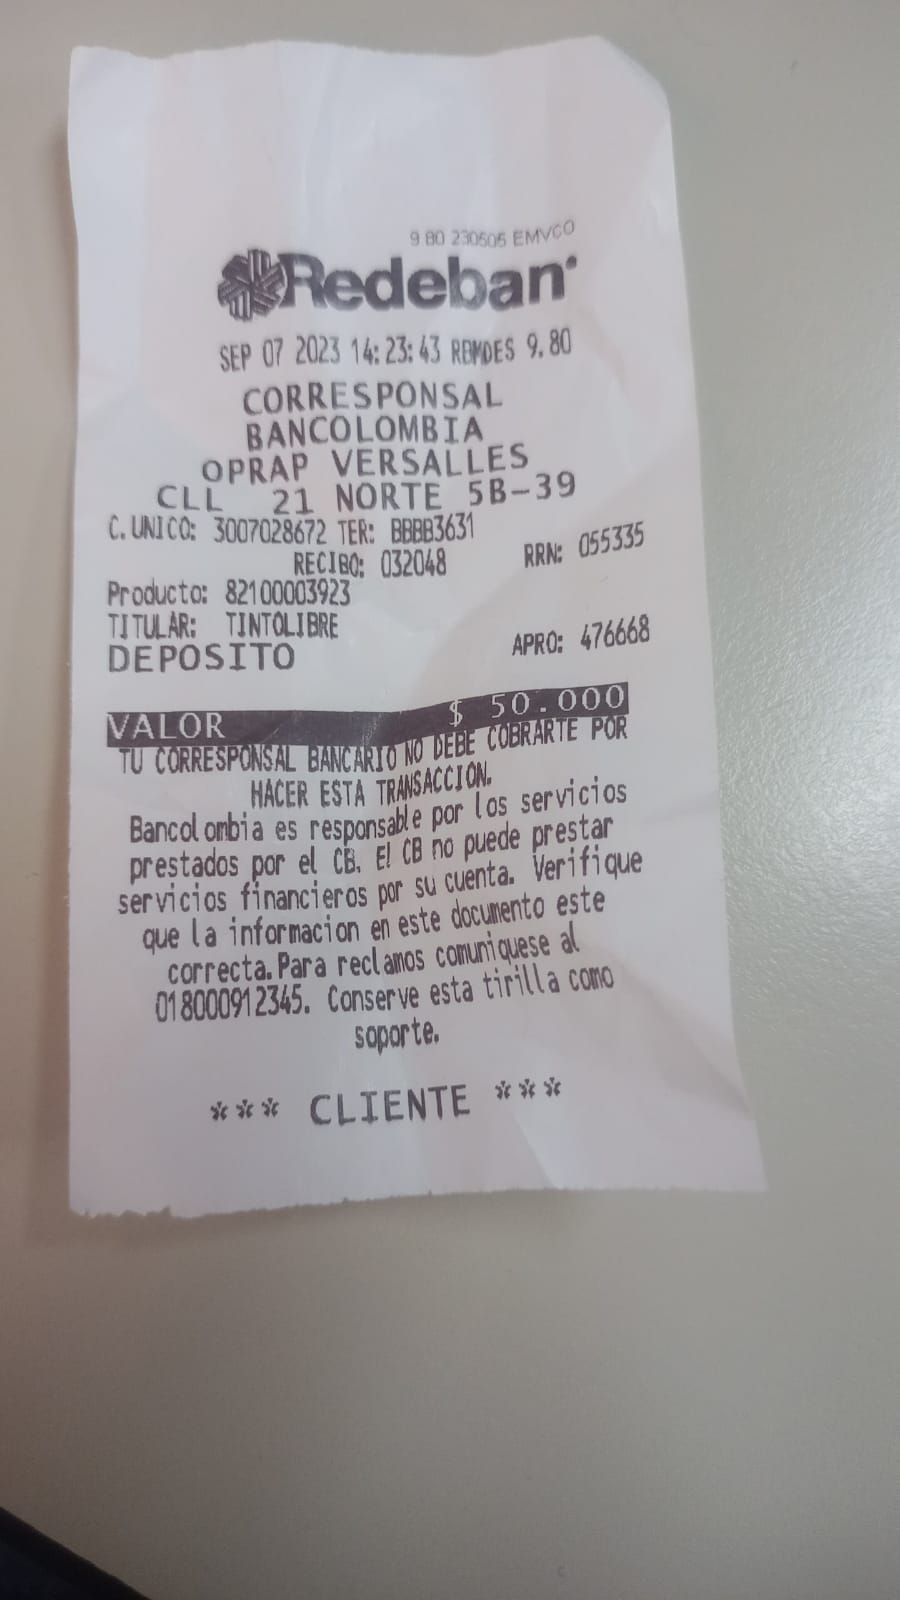 9 80 230505 EMVCO
Redeban
SEP 07 2023 14:23:43 RBMDES 9.80
CORRESPONSAL
BANCOLOMBIA
OPRAP VERSALLES
CLL 21 NORTE 5B-39
C.UNICO: 3007028672 TER: BBBB3631
RECIBO: 032048 RRN: 055335
Producto: 82100003923
TITULAR: TINTOLIBRE
DEPOSITO APRO: 476668
VALOR $ 50.000
TU CORRESPONSAL BANCARIO NO DEBE COBRARTE POR
HACER ESTA TRANSACCION.
Bancolombia es responsable por los servicios
prestados por el CB. El CB no puede prestar
servicios financieros por su cuenta. Verifique
que la informacion en este documento este
correcta.Para reclamos comuniquese al
018000912345. Conserve esta tirilla como
soporte.
*** CLIENTE ***